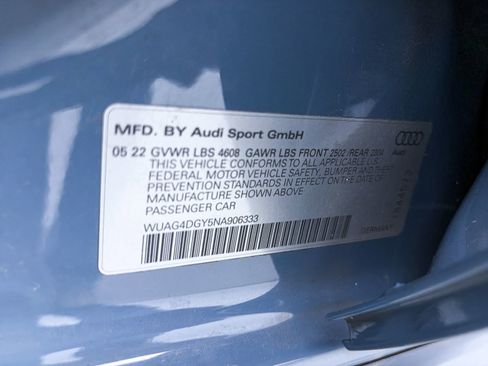 MFD. BY Audi Sport GmbH
05 22 GVWR LBS 4608 GAWR LBS FRONT 2502 /REAR 2304
Audi
THIS VEHICLE CONFORMS TO ALL APPLICABLE U.S.
FEDERAL MOTOR VEHICLE SAFETY, BUMPER AND THEFT
PREVENTION STANDARDS IN EFFECT ON THE DATE OF
MANUFACTURE SHOWN ABOVE
PASSENGER CAR
WUAG4DGY5NA906333
GERMANY